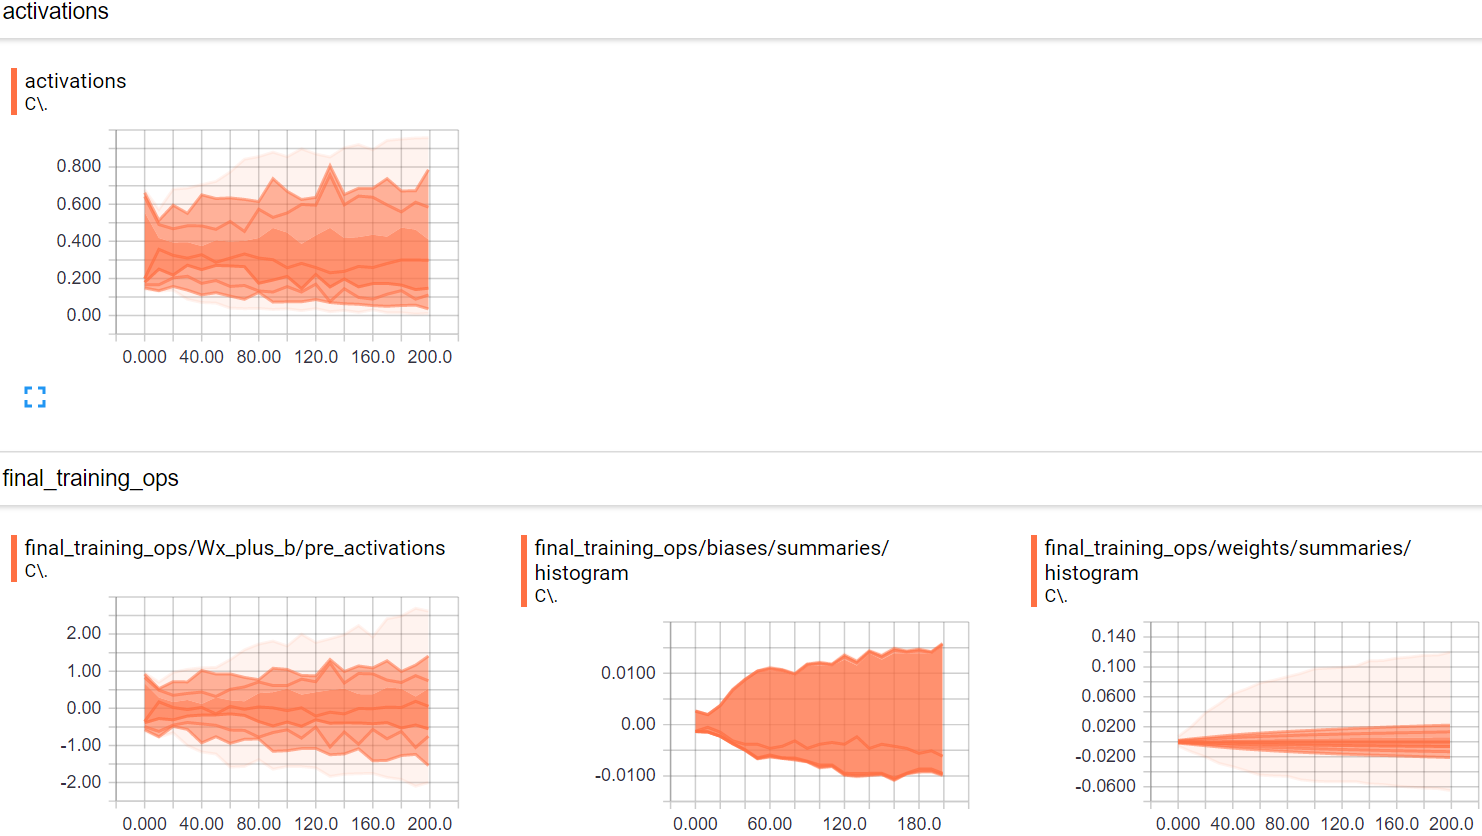 activations
activations
C\.
0.800
0.600
0.400
0.200
0.00
0.000 40.00 80.00 120.0 160.0 200.0
final_training_ops
final_training_ops/Wx_plus_b/pre_activations
C\.
2.00
1.00
0.00
-1.00
-2.00
0.000 40.00 80.00 120.0 160.0 200.0
final_training_ops/biases/summaries/
histogram
C\.
0.0100
0.00
-0.0100
0.000 60.00 120.0 180.0
final_training_ops/weights/summaries/
histogram
C\.
0.140
0.100
0.0600
0.0200
-0.0200
-0.0600
0.000 40.00 80.00 120.0 160.0 200.0